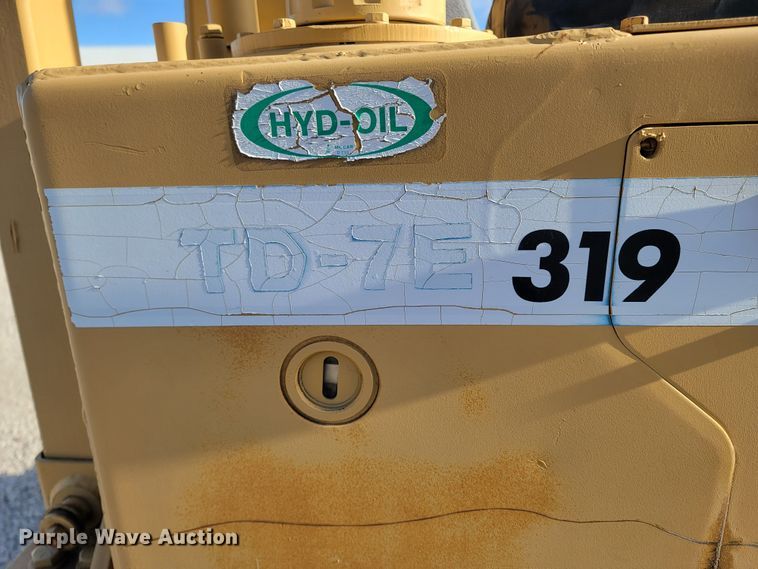 HYD-OIL
TD-7E 319
Purple Wave Auction